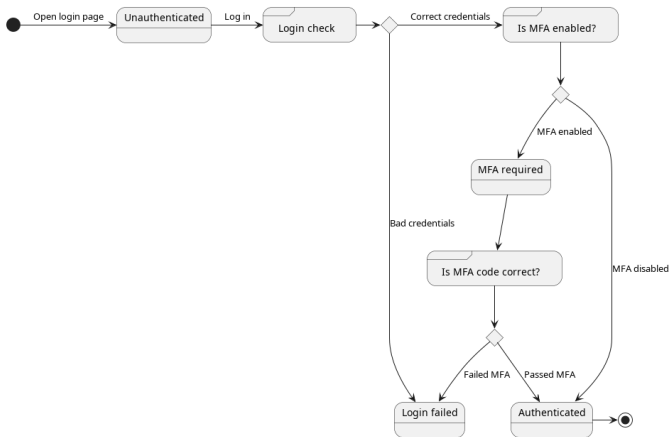 Open login page
Unauthenticated
Log in
Login check
Correct credentials
Is MFA enabled?
MFA enabled
MFA required
Bad credentials
Is MFA code correct?
MFA disabled
Failed MFA
Passed MFA
Login failed
Authenticated